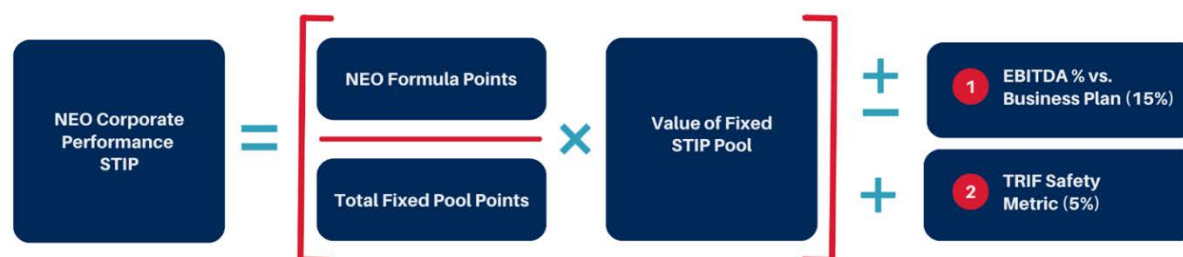 NEO Corporate
Performance
STIP
=
NEO Formula Points
Total Fixed Pool Points
×
Value of Fixed
STIP Pool
+
−
1
EBITDA % vs.
Business Plan (15%)
+
2
TRIF Safety
Metric (5%)